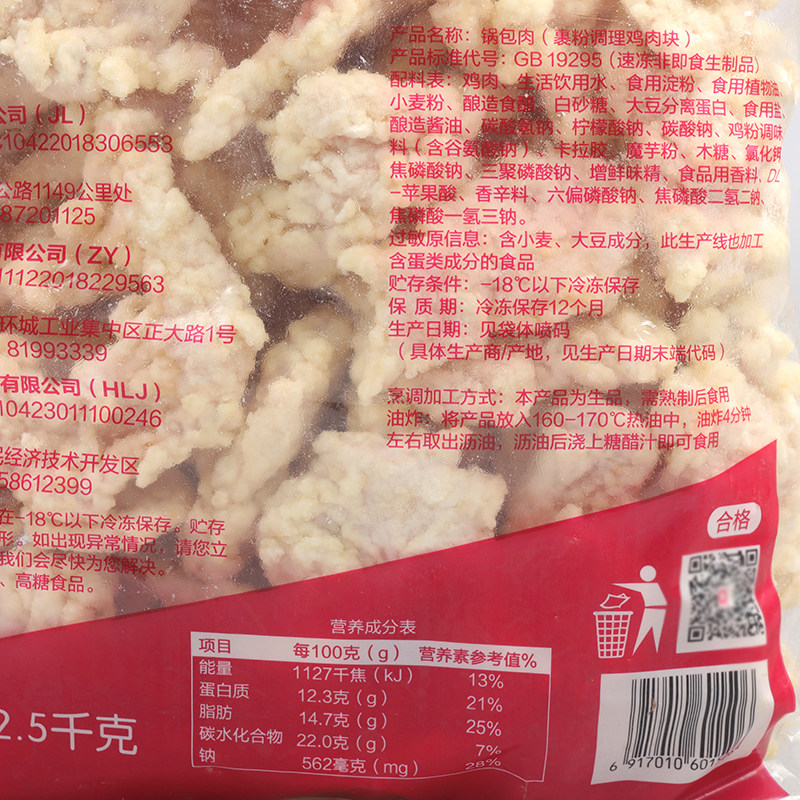 产品名称：锅包肉（裹粉调理鸡肉块）
产品标准代号：GB 19295（速冻非即食生制品）
配料表：鸡肉、生活饮用水、食用淀粉、食用植物油、
小麦粉、酿造食醋、白砂糖、大豆分离蛋白、食用盐、
酿造酱油、碳酸氢钠、柠檬酸钠、碳酸钠、鸡粉调味
料（含谷氨酸钠）、卡拉胶、魔芋粉、木糖、氯化钾、
焦磷酸钠、三聚磷酸钠、增鲜味精、食品用香料、DL
-苹果酸、香辛料、六偏磷酸钠、焦磷酸二氢二钠、
焦磷酸一氢三钠。
过敏原信息：含小麦、大豆成分，此生产线也加工
含蛋类成分的食品
贮存条件：-18℃以下冷冻保存
保 质 期：冷冻保存12个月
生产日期：见袋体喷码
（具体生产商/产地，见生产日期末端代码）
烹调加工方式：本产品为生品，需熟制后食用
油炸：将产品放入160-170℃热油中，油炸4分钟
左右取出沥油，沥油后浇上糖醋汁即可食用
公司（JL）
10422018306553
公路1149公里处
87201125
有限公司（ZY）
11122018229563
环城工业集中区正大路1号
81993339
有限公司（HLJ）
10423011100246
经济技术开发区
58612399
在-18℃以下冷冻保存。贮存
形。如出现异常情况，请您立
我们会尽快为您解决。
、高糖食品。
合格
营养成分表
项目 每100克（g） 营养素参考值%
能量 1127千焦（kJ） 13%
蛋白质 12.3克（g） 21%
脂肪 14.7克（g） 25%
碳水化合物 22.0克（g） 7%
钠 562毫克（mg） 28%
2.5千克
6 917010 601